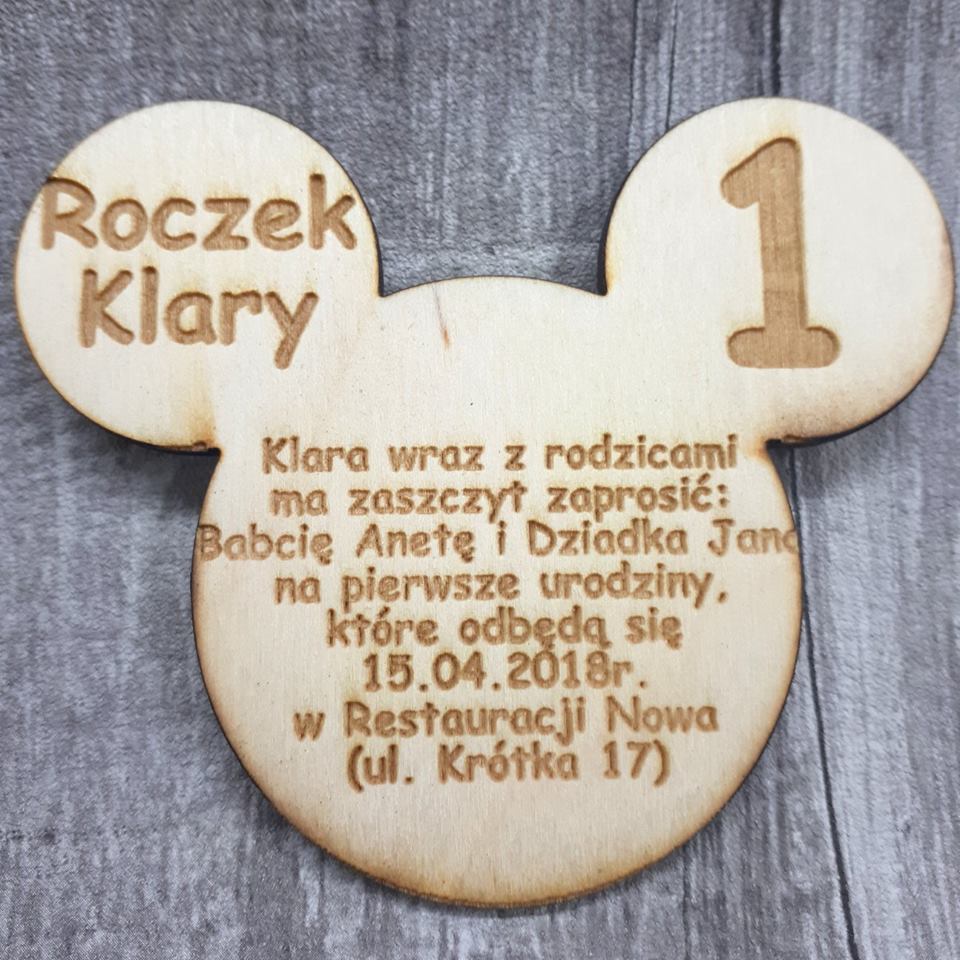 Roczek
Klary
1
Klara wraz z rodzicami
ma zaszczyt zaprosić:
Babcię Anetę i Dziadka Jana
na pierwsze urodziny,
które odbędą się
15.04.2018r.
w Restauracji Nowa
(ul. Krótka 17)